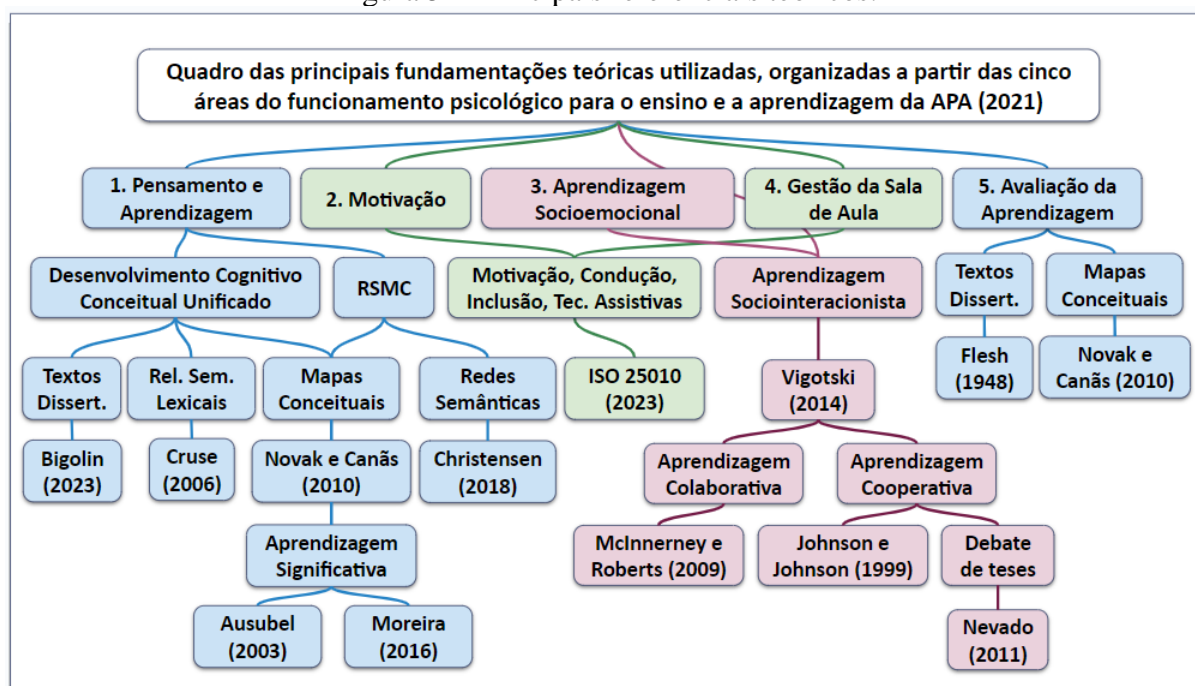 Quadro das principais fundamentações teóricas utilizadas, organizadas a partir das cinco
áreas do funcionamento psicológico para o ensino e a aprendizagem da APA (2021)
1. Pensamento e
Aprendizagem
2. Motivação
3. Aprendizagem
Socioemocional
4. Gestão da Sala
de Aula
5. Avaliação da
Aprendizagem
Desenvolvimento Cognitivo
Conceitual Unificado
RSMC
Motivação, Condução,
Inclusão, Tec. Assistivas
Aprendizagem
Sociointeracionista
Textos
Dissert.
Mapas
Conceituais
Flesh
(1948)
Novak e
Canãs (2010)
Textos
Dissert.
Rel. Sem.
Lexicais
Mapas
Conceituais
Redes
Semânticas
ISO 25010
(2023)
Vigotski
(2014)
Bigolin
(2023)
Cruse
(2006)
Novak e Canãs
(2010)
Christensen
(2018)
Aprendizagem
Colaborativa
Aprendizagem
Cooperativa
Aprendizagem
Significativa
McInnerney e
Roberts (2009)
Johnson e
Johnson (1999)
Debate
de teses
Ausubel
(2003)
Moreira
(2016)
Nevado
(2011)